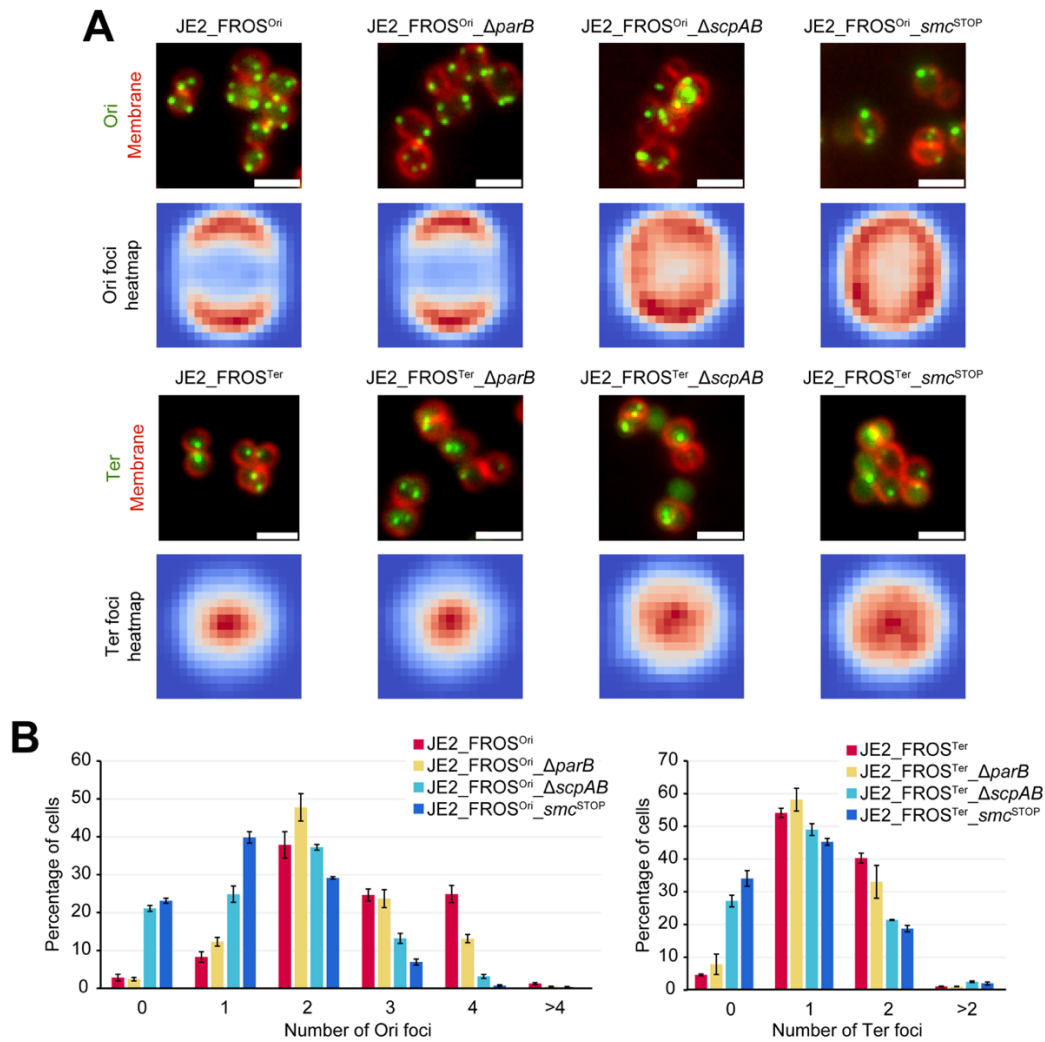 A
JE2_FROSOri JE2_FROSOri_ΔparB JE2_FROSOri_ΔscpAB JE2_FROSOri_smcSTOP
Ori
Membrane
Ori foci
heatmap
JE2_FROSTer JE2_FROSTer_ΔparB JE2_FROSTer_ΔscpAB JE2_FROSTer_smcSTOP
Ter
Membrane
Ter foci
heatmap
B
Percentage of cells
60
50
40
30
20
10
0
JE2_FROSOri
JE2_FROSOri_ΔparB
JE2_FROSOri_ΔscpAB
JE2_FROSOri_smcSTOP
0 1 2 3 4 >4
Number of Ori foci
Percentage of cells
70
60
50
40
30
20
10
0
JE2_FROSTer
JE2_FROSTer_ΔparB
JE2_FROSTer_ΔscpAB
JE2_FROSTer_smcSTOP
0 1 2 >2
Number of Ter foci